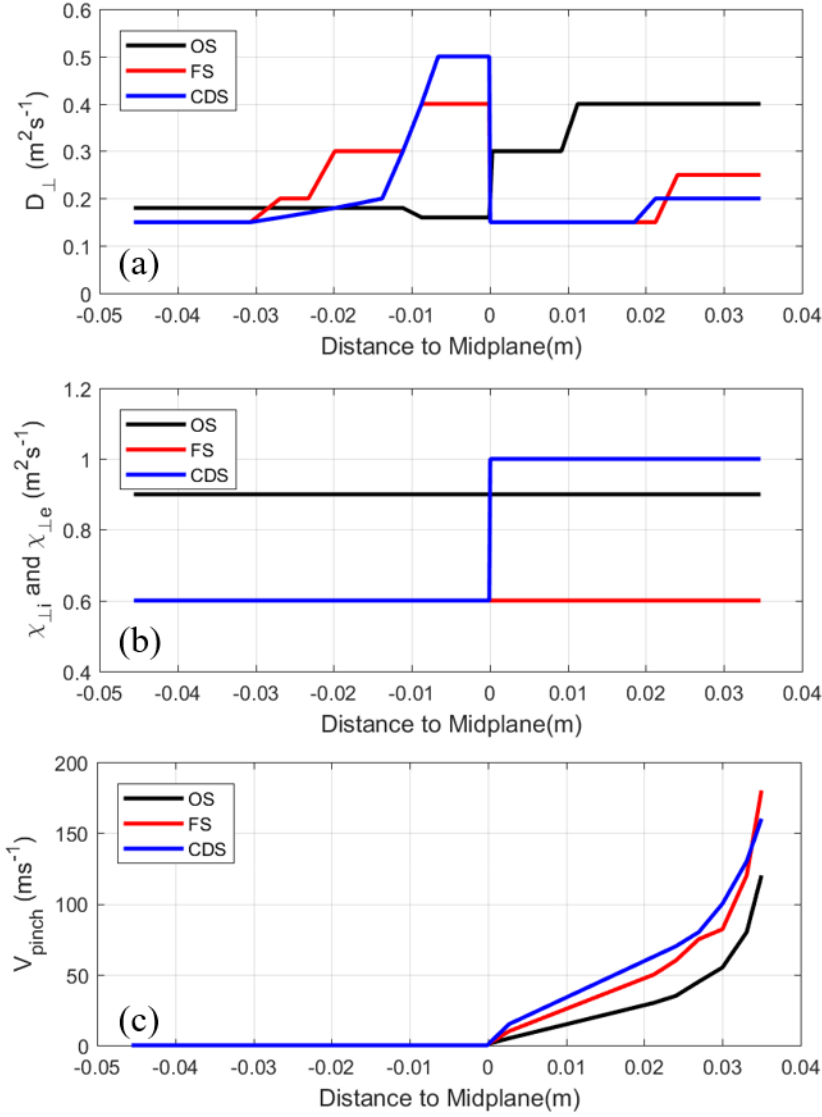 0.6
0.5
0.4
0.3
0.2
0.1
0
D⊥ (m²s⁻¹)
OS
FS
CDS
(a)
-0.05 -0.04 -0.03 -0.02 -0.01 0 0.01 0.02 0.03 0.04
Distance to Midplane(m)
1.2
1
0.8
0.6
0.4
χ⊥i and χ⊥e (m²s⁻¹)
OS
FS
CDS
(b)
-0.05 -0.04 -0.03 -0.02 -0.01 0 0.01 0.02 0.03 0.04
Distance to Midplane(m)
200
150
100
50
0
Vpinch (ms⁻¹)
OS
FS
CDS
(c)
-0.05 -0.04 -0.03 -0.02 -0.01 0 0.01 0.02 0.03 0.04
Distance to Midplane(m)